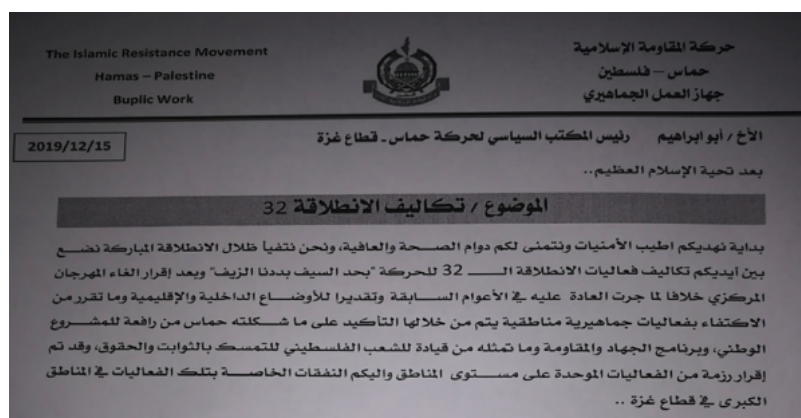 The Islamic Resistance Movement
Hamas – Palestine
Buplic Work
حركة المقاومة الإسلامية
حماس – فلسطين
جهاز العمل الجماهيري
2019/12/15
الأخ / أبو ابراهيم رئيس المكتب السياسي لحركة حماس ـ قطاع غزة
بعد تحية الإسلام العظيم..
الموضوع / تكاليف الانطلاقة 32
بداية نهديكم اطيب الأمنيات ونتمنى لكم دوام الصحة والعافية، ونحن نتفيأ ظلال الانطلاقة المباركة نضع
بين أيديكم تكاليف فعاليات الانطلاقة الـ 32 للحركة "بحد السيف بددنا الزيف" وبعد إقرار الغاء المهرجان
المركزي خلافا لما جرت العادة عليه في الأعوام السابقة وتقديرا للأوضاع الداخلية والإقليمية وما تقرر من
الاكتفاء بفعاليات جماهيرية مناطقية يتم من خلالها التأكيد على ما شكلته حماس من رافعة للمشروع
الوطني، وبرنامج الجهاد والمقاومة وما تمثله من قيادة للشعب الفلسطيني للتمسك بالثوابت والحقوق، وقد تم
إقرار رزمة من الفعاليات الموحدة على مستوى المناطق واليكم النفقات الخاصة بتلك الفعاليات في المناطق
الكبرى في قطاع غزة ..